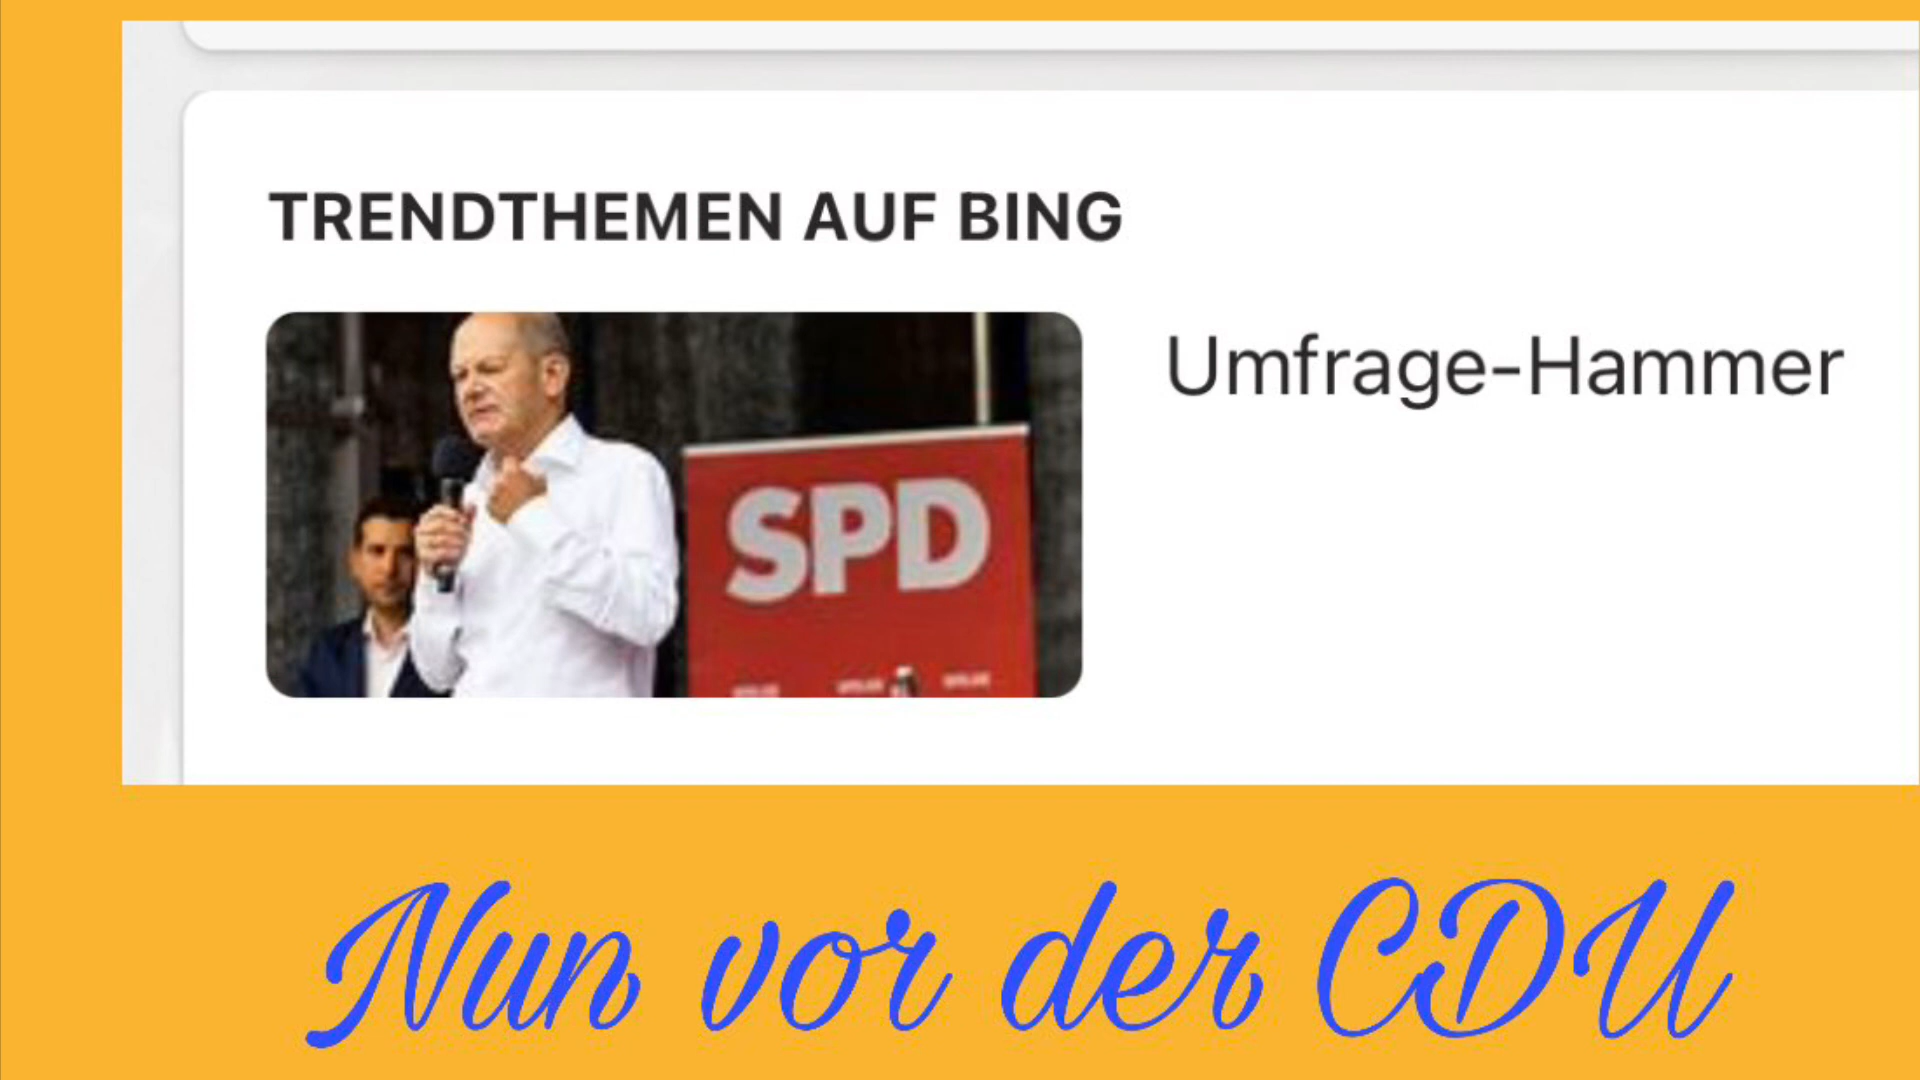 TRENDTHEMEN AUF BING
Umfrage-Hammer
SPD
Nun vor der CDU